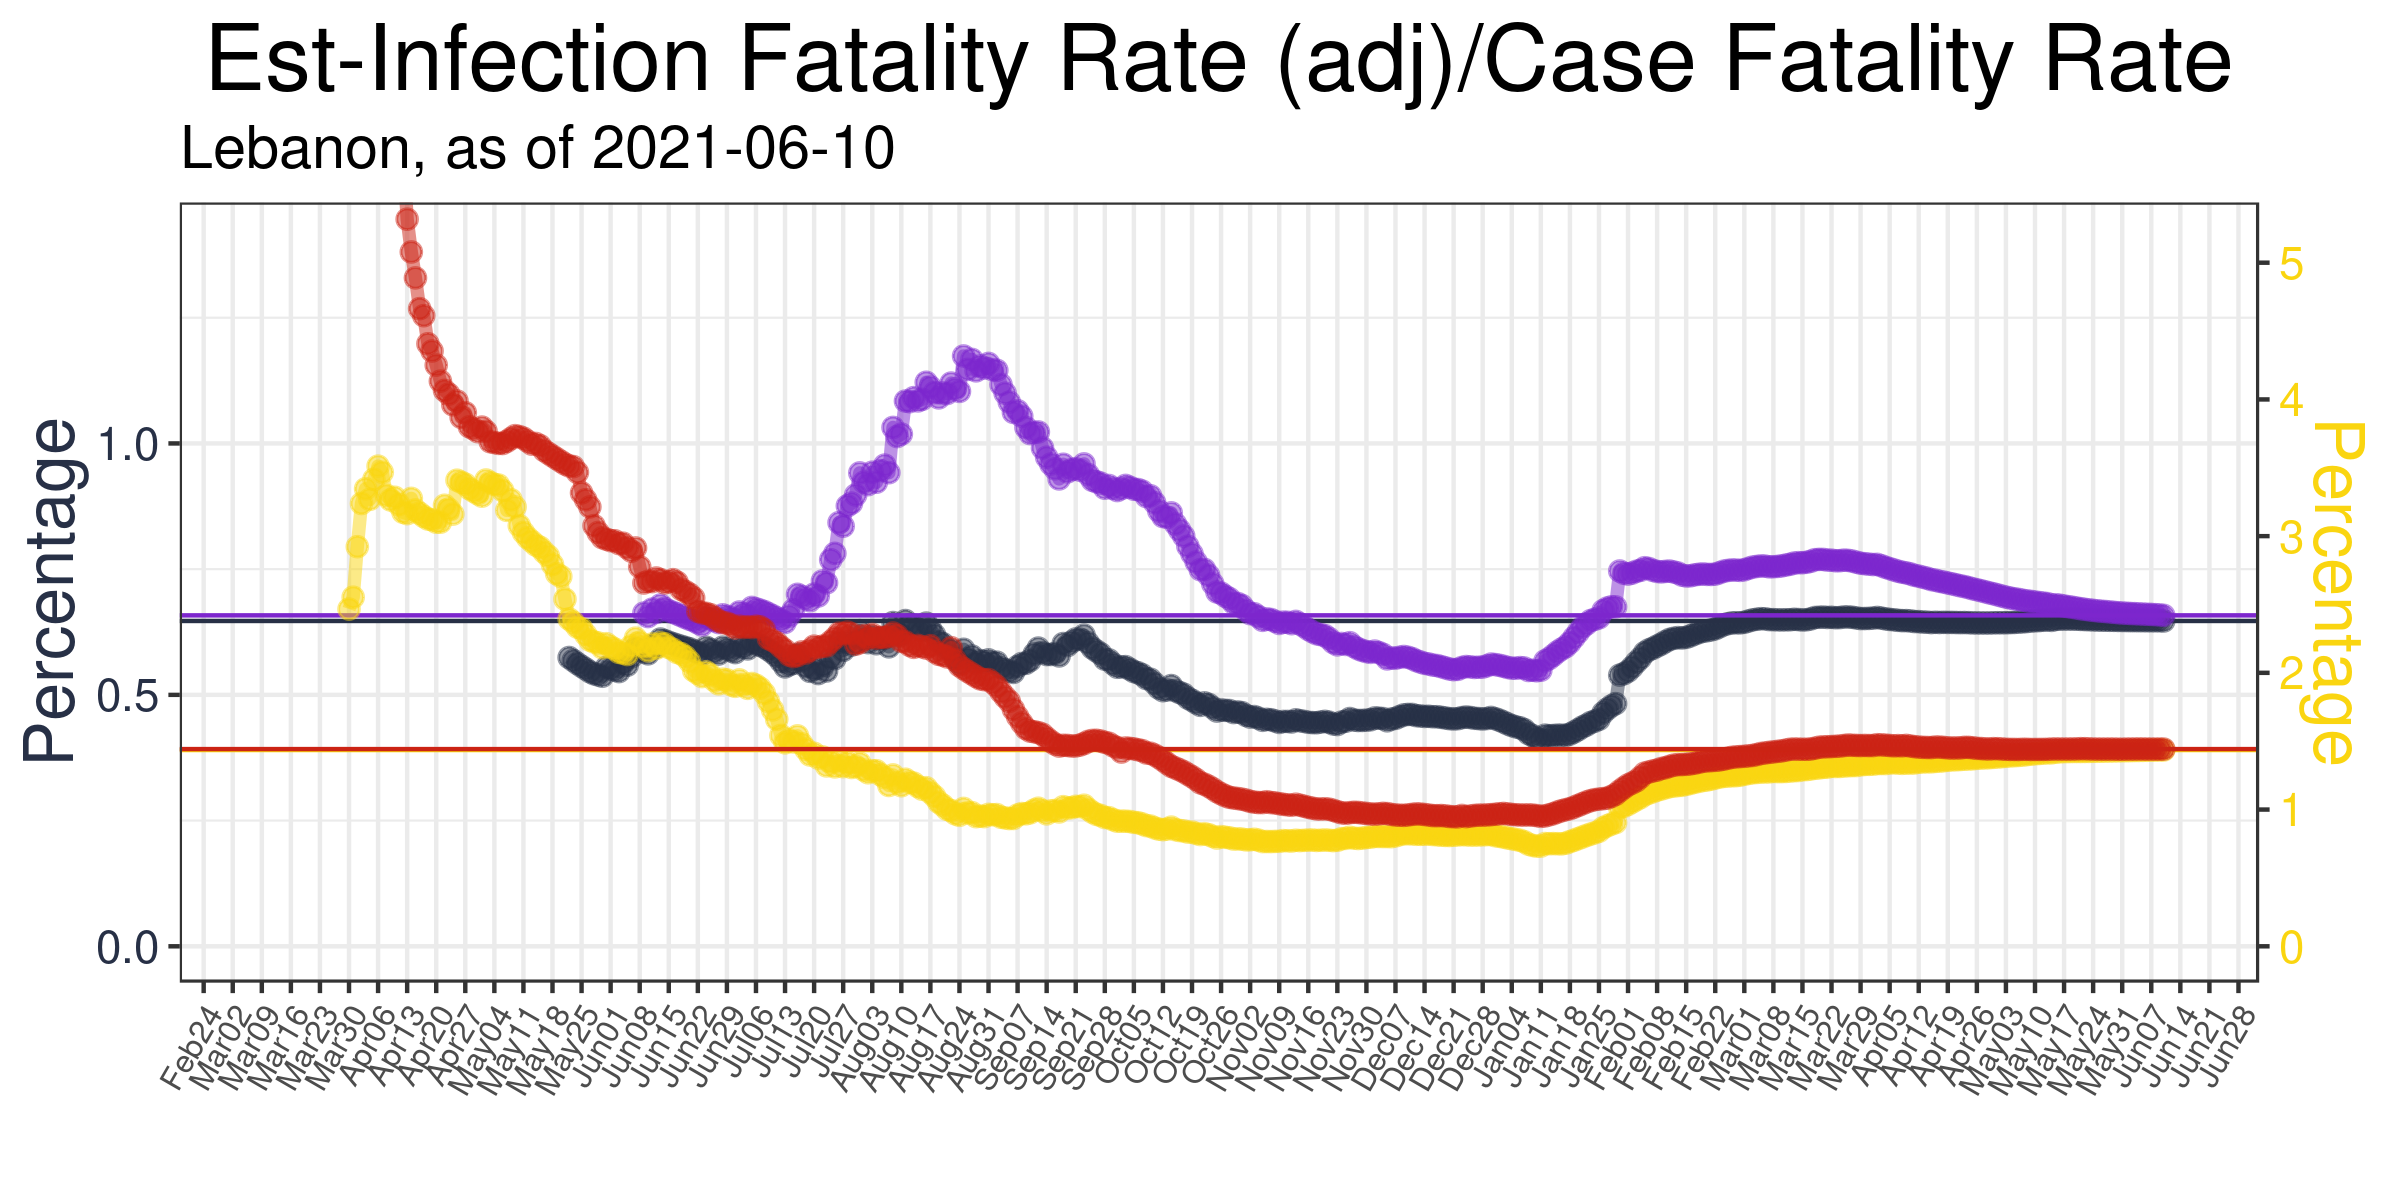 Est-Infection Fatality Rate (adj)/Case Fatality Rate
Lebanon, as of 2021-06-10
Percentage
1.0
0.5
0.0
5
4
3
2
1
0
Percentage
Feb24
Mar02
Mar09
Mar16
Mar23
Mar30
Apr06
Apr13
Apr20
Apr27
May04
May11
May18
May25
Jun01
Jun08
Jun15
Jun22
Jun29
Jul06
Jul13
Jul20
Jul27
Aug03
Aug10
Aug17
Aug24
Aug31
Sep07
Sep14
Sep21
Sep28
Oct05
Oct12
Oct19
Oct26
Nov02
Nov09
Nov16
Nov23
Nov30
Dec07
Dec14
Dec21
Dec28
Jan04
Jan11
Jan18
Jan25
Feb01
Feb08
Feb15
Feb22
Mar01
Mar08
Mar15
Mar22
Mar29
Apr05
Apr12
Apr19
Apr26
May03
May10
May17
May24
May31
Jun07
Jun14
Jun21
Jun28